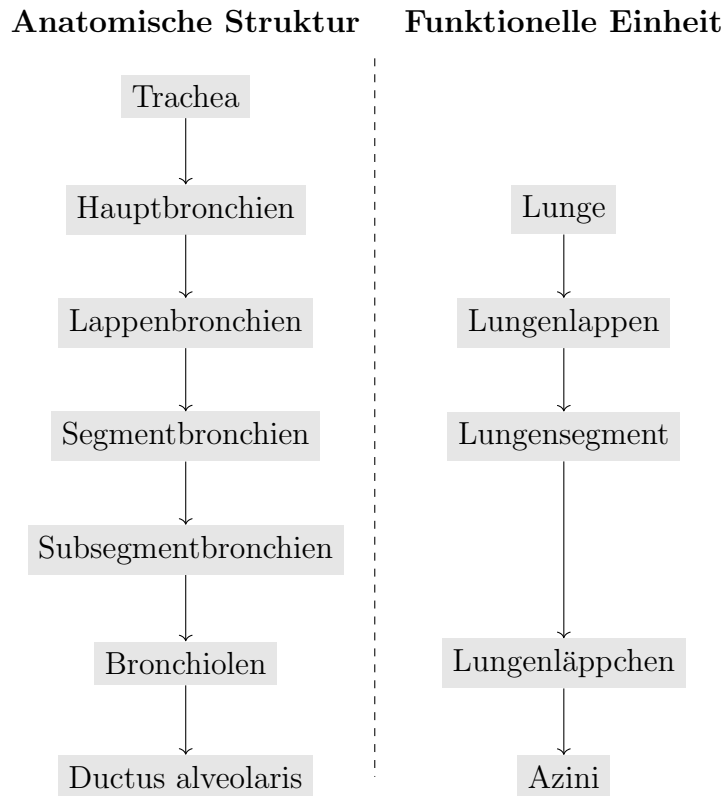 Anatomische Struktur Funktionelle Einheit
Trachea
Hauptbronchien Lunge
Lappenbronchien Lungenlappen
Segmentbronchien Lungensegment
Subsegmentbronchien
Bronchiolen Lungenläppchen
Ductus alveolaris Azini